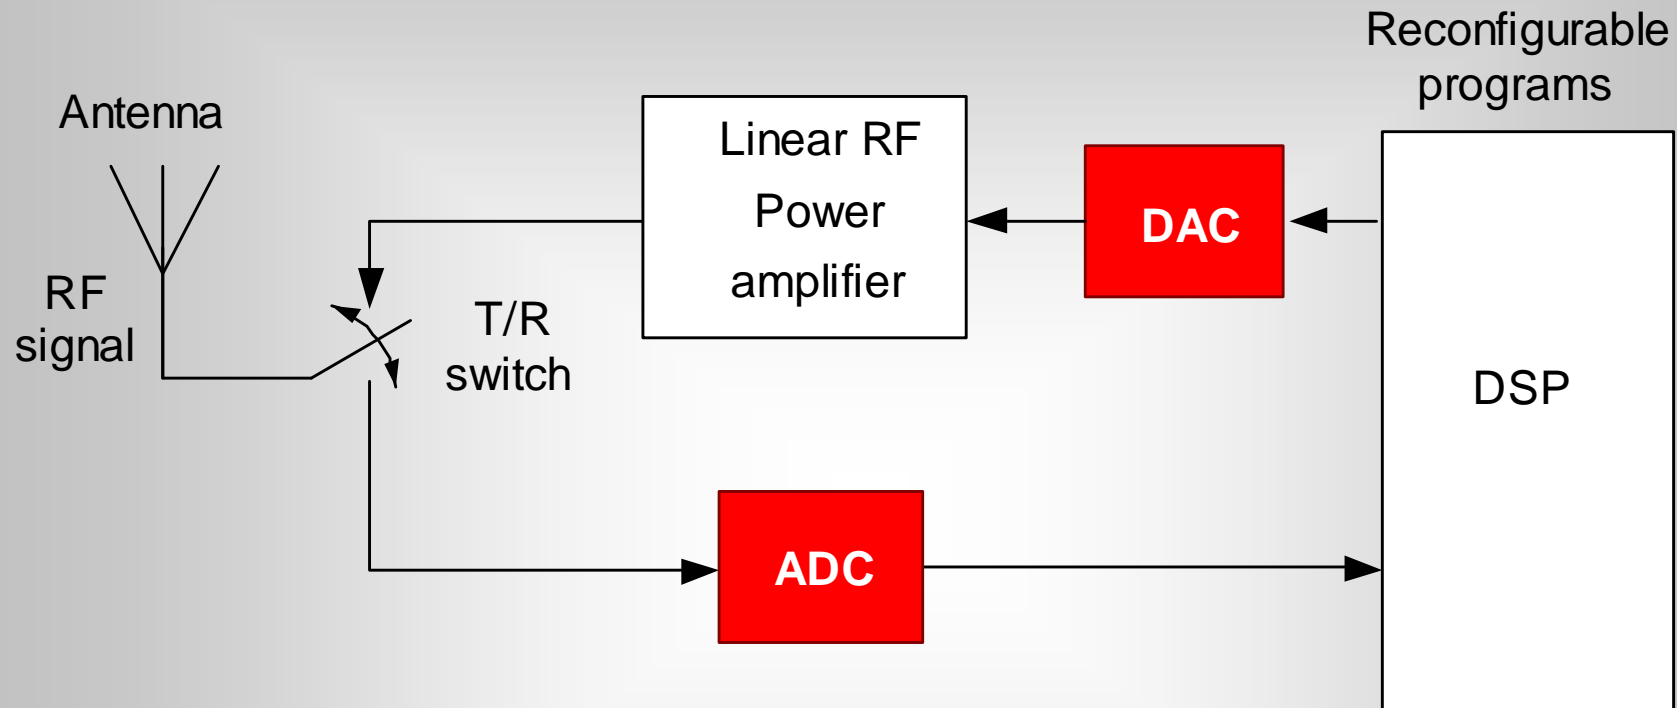 Reconfigurable
programs
Antenna
Linear RF
Power
amplifier
DAC
RF
signal
T/R
switch
DSP
ADC